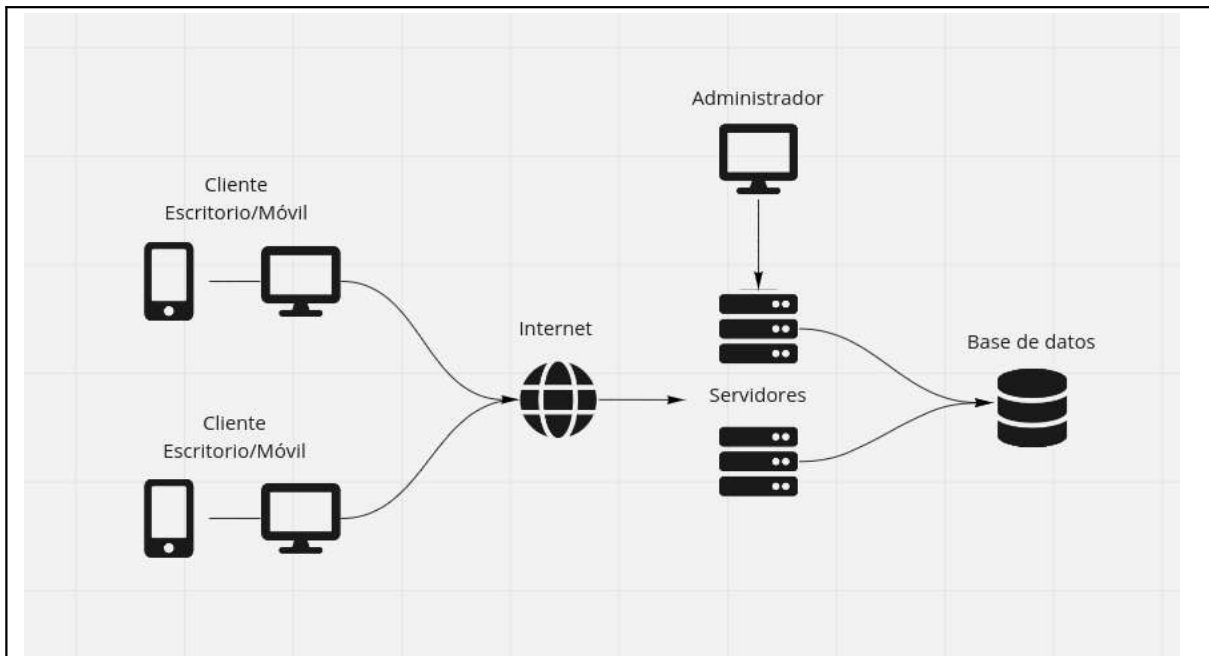 Administrador
Cliente
Escritorio/Móvil
Internet
Base de datos
Servidores
Cliente
Escritorio/Móvil